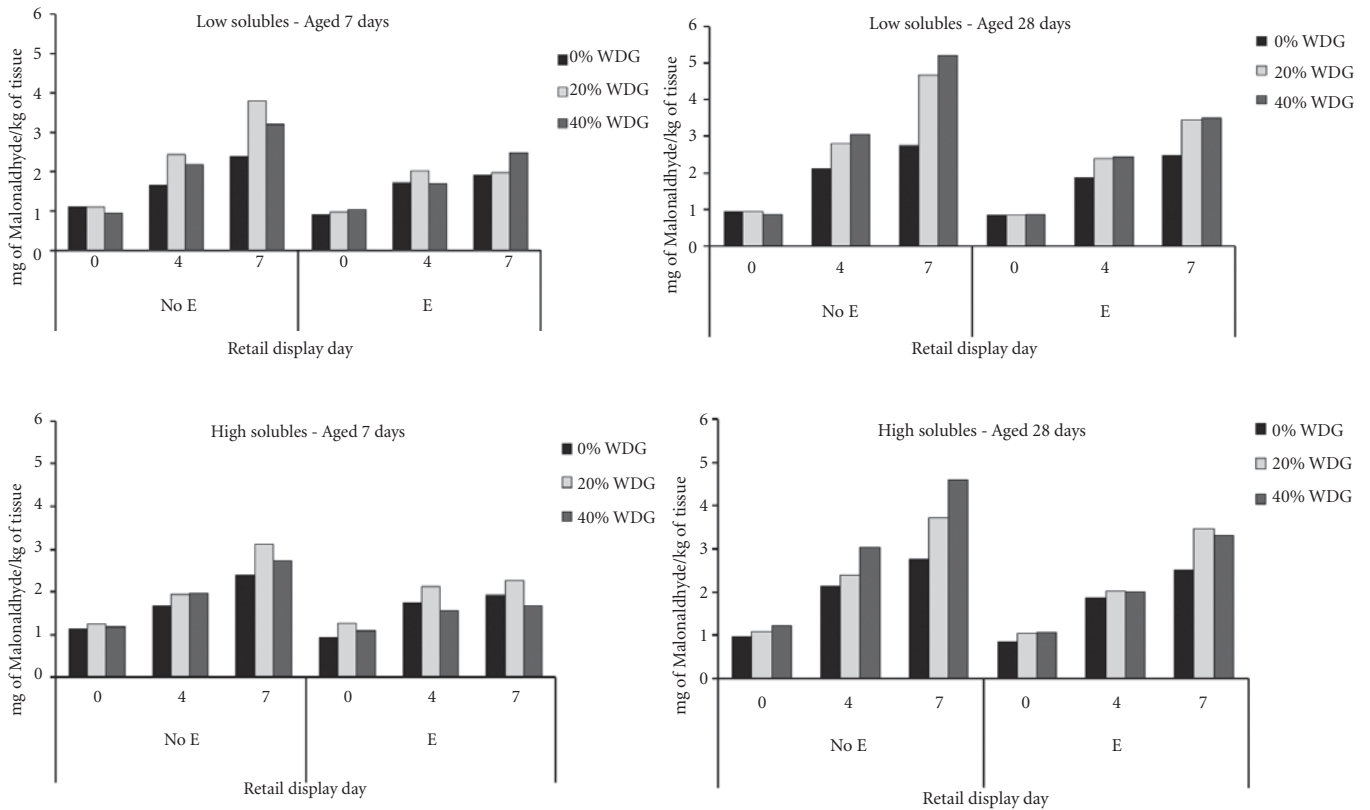 Low solubles - Aged 7 days
mg of Malonaldhyde/kg of tissue
6
5
4
3
2
1
0
0% WDG
20% WDG
40% WDG
0 4 7 0 4 7
No E E
Retail display day
Low solubles - Aged 28 days
mg of Malonaldhyde/kg of tissue
6
5
4
3
2
1
0
0% WDG
20% WDG
40% WDG
0 4 7 0 4 7
No E E
Retail display day
High solubles - Aged 7 days
mg of Malonaldhyde/kg of tissue
6
5
4
3
2
1
0
0% WDG
20% WDG
40% WDG
0 4 7 0 4 7
No E E
Retail display day
High solubles - Aged 28 days
mg of Malonaldhyde/kg of tissue
6
5
4
3
2
1
0
0% WDG
20% WDG
40% WDG
0 4 7 0 4 7
No E E
Retail display day